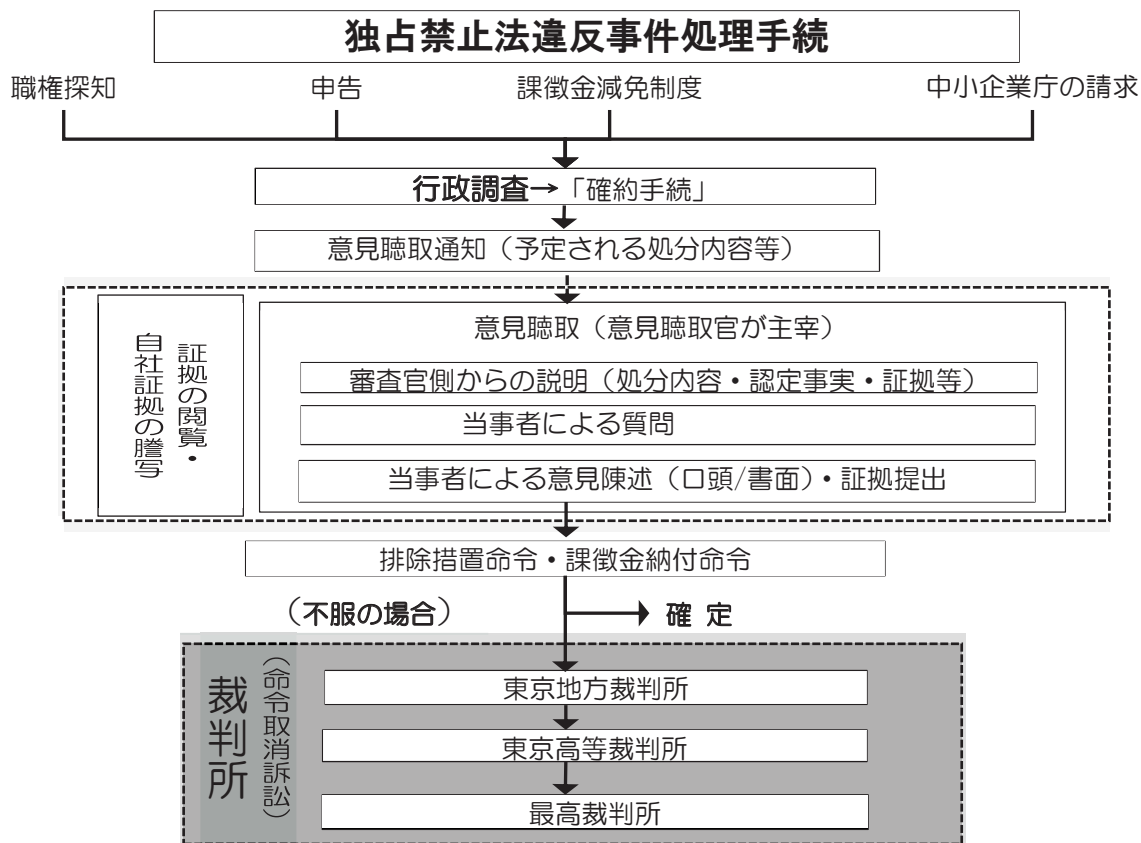 独占禁止法違反事件処理手続
職権探知
申告
課徴金減免制度
中小企業庁の請求
行政調査→「確約手続」
意見聴取通知（予定される処分内容等）
証拠の閲覧・
自社証拠の謄写
意見聴取（意見聴取官が主宰）
審査官側からの説明（処分内容・認定事実・証拠等）
当事者による質問
当事者による意見陳述（口頭/書面）・証拠提出
排除措置命令・課徴金納付命令
（不服の場合）
確 定
裁判所
（命令取消訴訟）
東京地方裁判所
東京高等裁判所
最高裁判所